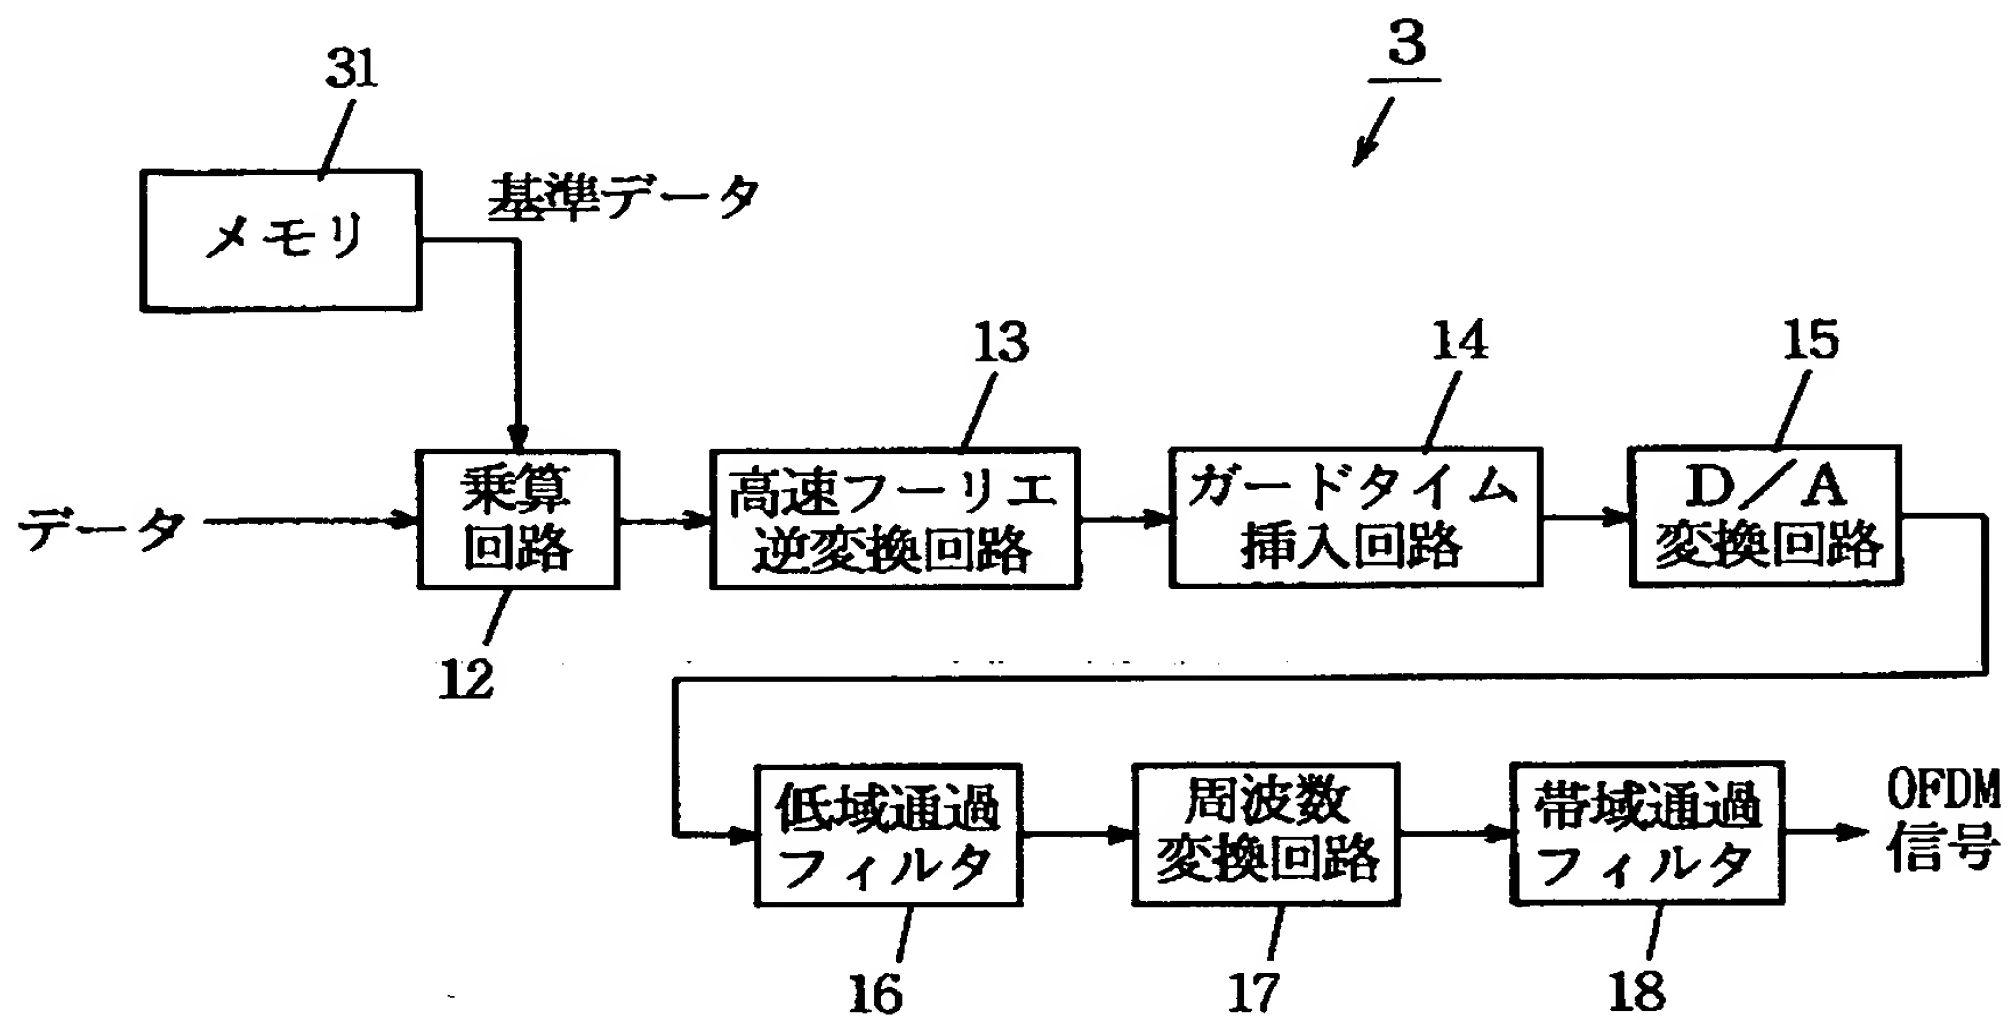 3
31
メモリ
基準データ
13
14
15
データ
乗算
回路
高速フーリエ
逆変換回路
ガードタイム
挿入回路
D/A
変換回路
12
低域通過
フィルタ
周波数
変換回路
帯域通過
フィルタ
OFDM
信号
16
17
18